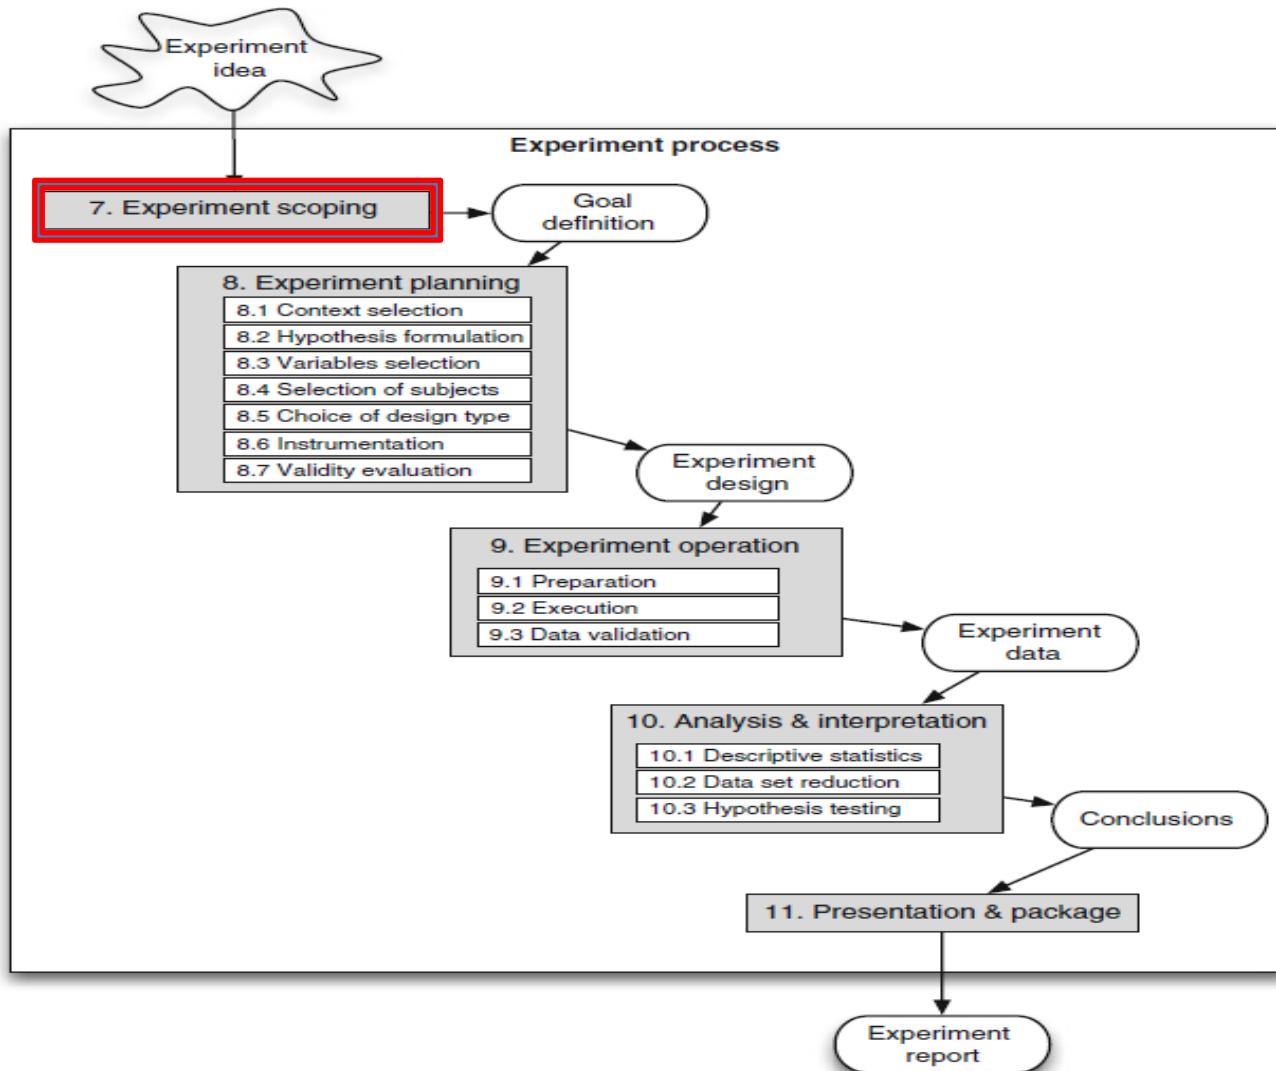 Experiment
idea
Experiment process
7. Experiment scoping
Goal
definition
8. Experiment planning
8.1 Context selection
8.2 Hypothesis formulation
8.3 Variables selection
8.4 Selection of subjects
8.5 Choice of design type
8.6 Instrumentation
8.7 Validity evaluation
Experiment
design
9. Experiment operation
9.1 Preparation
9.2 Execution
9.3 Data validation
Experiment
data
10. Analysis & interpretation
10.1 Descriptive statistics
10.2 Data set reduction
10.3 Hypothesis testing
Conclusions
11. Presentation & package
Experiment
report